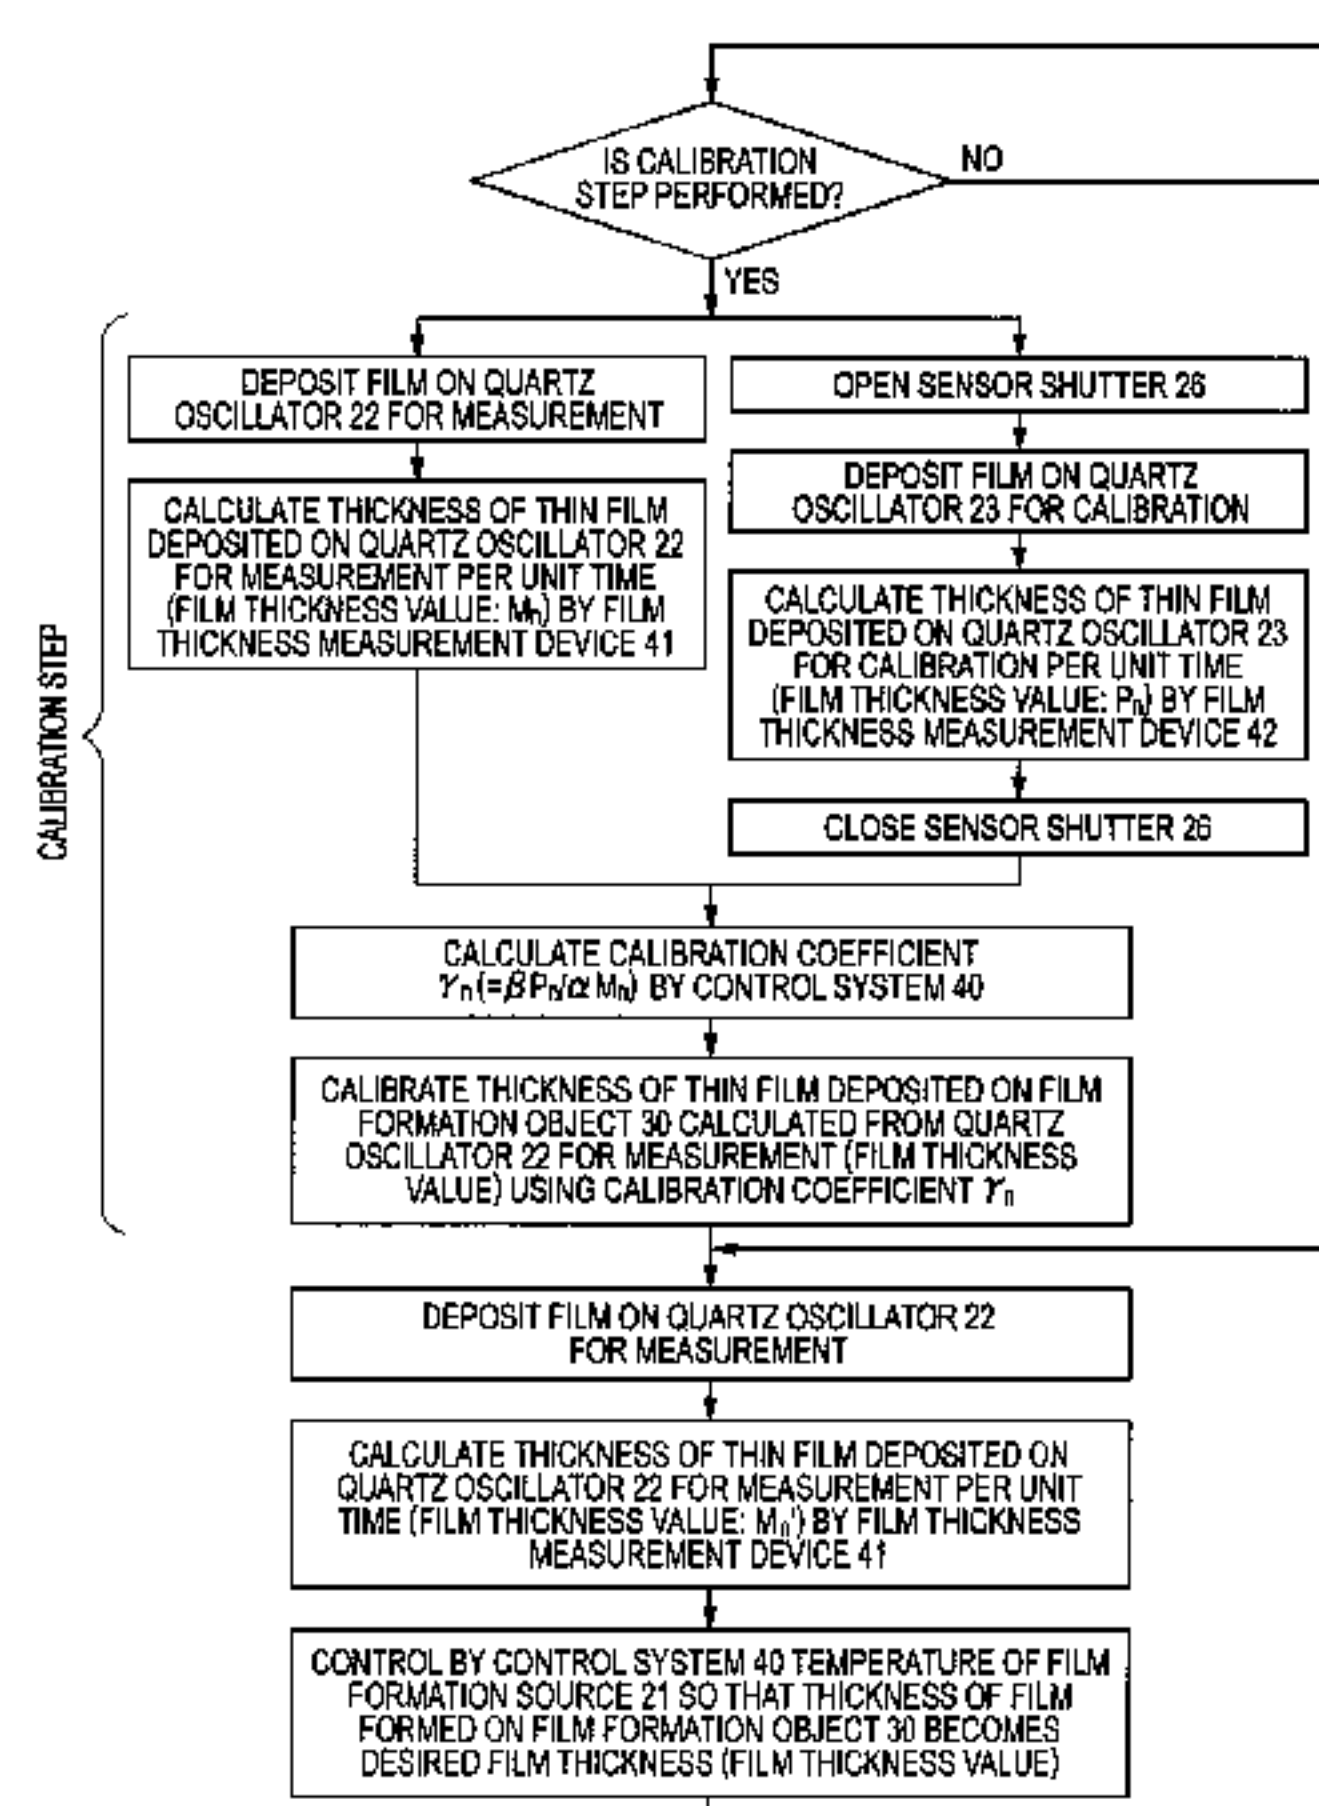 IS CALIBRATION
STEP PERFORMED?
NO
YES
CALIBRATION STEP
DEPOSIT FILM ON QUARTZ
OSCILLATOR 22 FOR MEASUREMENT
CALCULATE THICKNESS OF THIN FILM
DEPOSITED ON QUARTZ OSCILLATOR 22
FOR MEASUREMENT PER UNIT TIME
(FILM THICKNESS VALUE: Mn) BY FILM
THICKNESS MEASUREMENT DEVICE 41
OPEN SENSOR SHUTTER 26
DEPOSIT FILM ON QUARTZ
OSCILLATOR 23 FOR CALIBRATION
CALCULATE THICKNESS OF THIN FILM
DEPOSITED ON QUARTZ OSCILLATOR 23
FOR CALIBRATION PER UNIT TIME
(FILM THICKNESS VALUE: Pn) BY FILM
THICKNESS MEASUREMENT DEVICE 42
CLOSE SENSOR SHUTTER 26
CALCULATE CALIBRATION COEFFICIENT
γn (=βPn/αMn) BY CONTROL SYSTEM 40
CALIBRATE THICKNESS OF THIN FILM DEPOSITED ON FILM
FORMATION OBJECT 30 CALCULATED FROM QUARTZ
OSCILLATOR 22 FOR MEASUREMENT (FILM THICKNESS
VALUE) USING CALIBRATION COEFFICIENT γn
DEPOSIT FILM ON QUARTZ OSCILLATOR 22
FOR MEASUREMENT
CALCULATE THICKNESS OF THIN FILM DEPOSITED ON
QUARTZ OSCILLATOR 22 FOR MEASUREMENT PER UNIT
TIME (FILM THICKNESS VALUE: Mn') BY FILM THICKNESS
MEASUREMENT DEVICE 41
CONTROL BY CONTROL SYSTEM 40 TEMPERATURE OF FILM
FORMATION SOURCE 21 SO THAT THICKNESS OF FILM
FORMED ON FILM FORMATION OBJECT 30 BECOMES
DESIRED FILM THICKNESS (FILM THICKNESS VALUE)